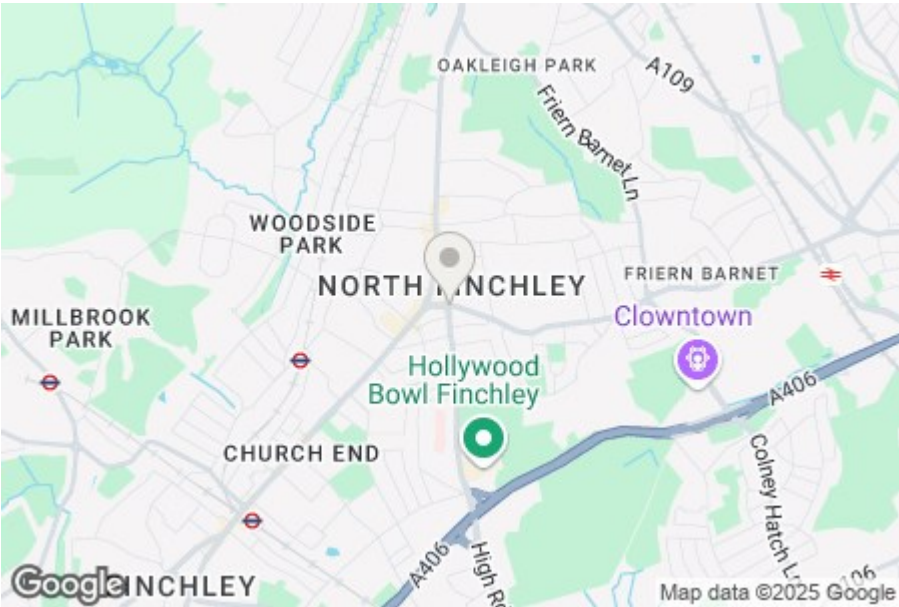 OAKLEIGH PARK
A109
Friern Barnet Ln
WOODSIDE
PARK
NORTH FINCHLEY
FRIERN BARNET
MILLBROOK
PARK
Clowntown
Hollywood
Bowl Finchley
A406
CHURCH END
Colney Hatch L
A406
High R
Google
FINCHLEY
Map data ©2025 Google